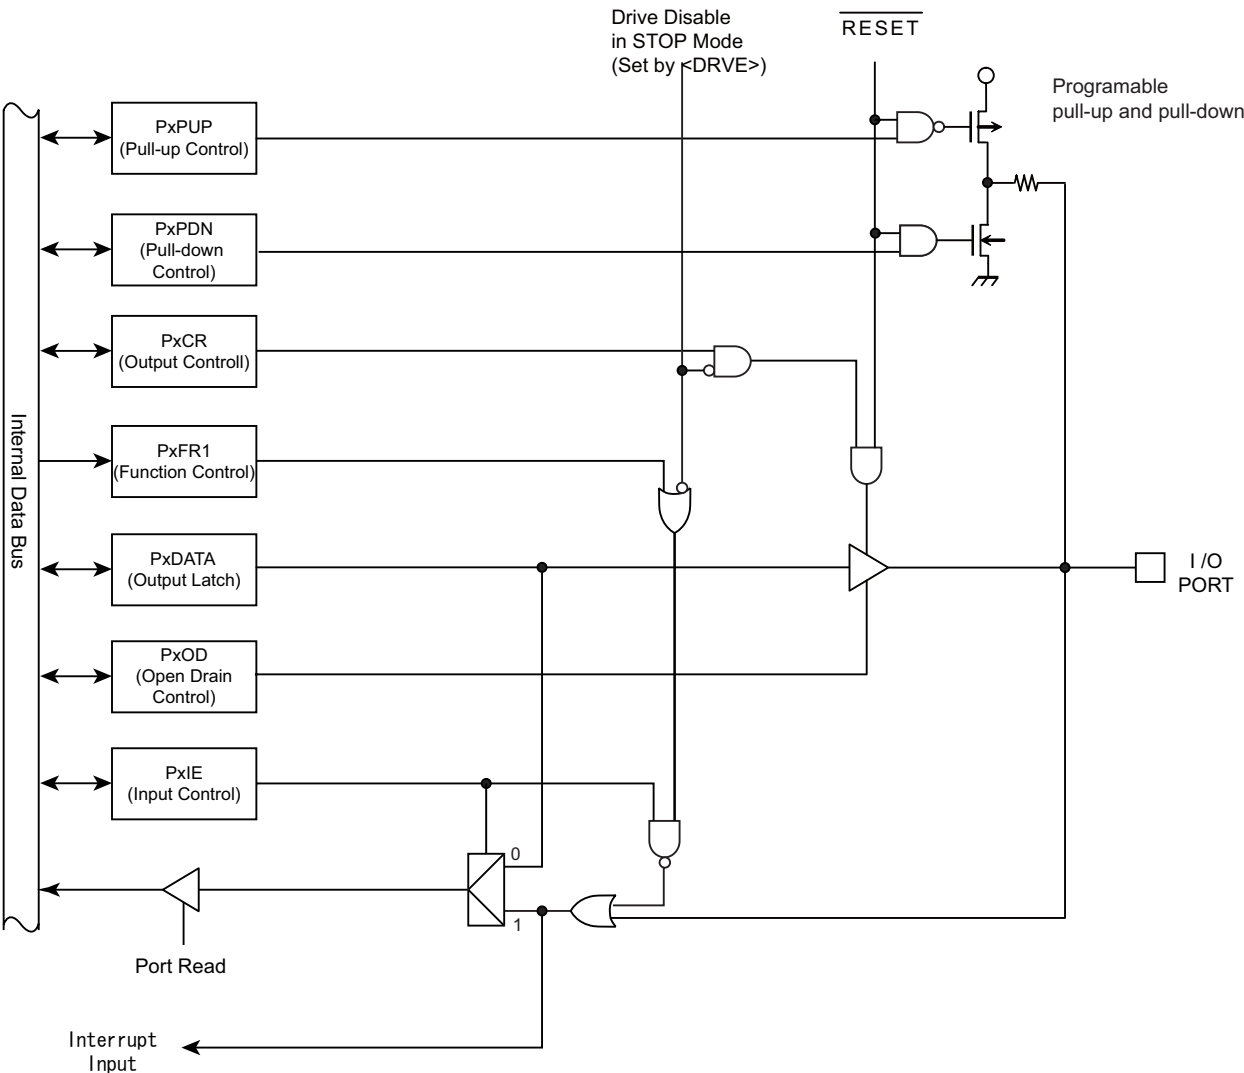 Drive Disable
in STOP Mode
(Set by <DRVE>)
RESET
Programable
pull-up and pull-down
PxPUP
(Pull-up Control)
PxPDN
(Pull-down
Control)
PxCR
(Output Controll)
PxFR1
(Function Control)
Internal Data Bus
PxDATA
(Output Latch)
I /O
PORT
PxOD
(Open Drain
Control)
PxIE
(Input Control)
0
1
Port Read
Interrupt
Input